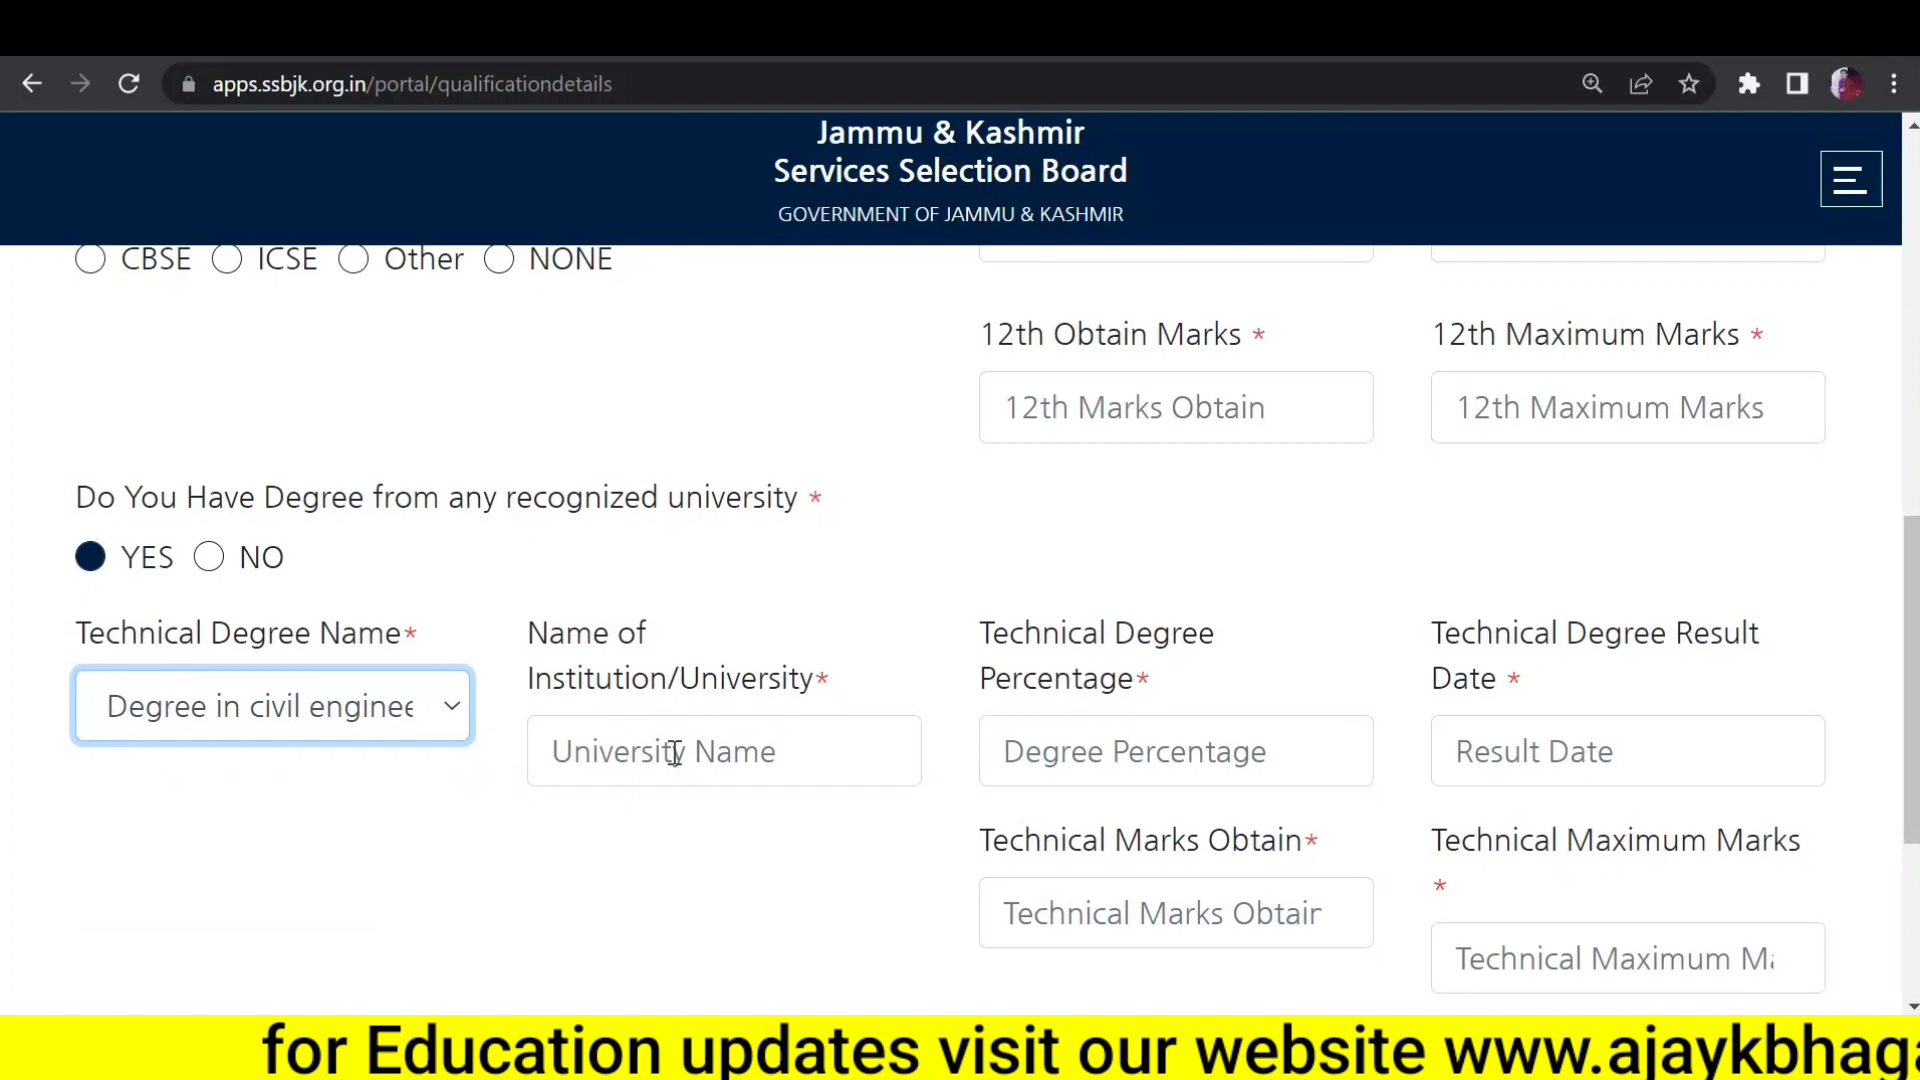 apps.ssbjk.org.in/portal/qualificationdetails
Jammu & Kashmir
Services Selection Board
GOVERNMENT OF JAMMU & KASHMIR
CBSE ICSE Other NONE
12th Obtain Marks * 12th Maximum Marks *
12th Marks Obtain 12th Maximum Marks
Do You Have Degree from any recognized university *
YES NO
Technical Degree Name*
Degree in civil enginee
Name of
Institution/University*
University Name
Technical Degree
Percentage*
Degree Percentage
Technical Degree Result
Date *
Result Date
Technical Marks Obtain*
Technical Marks Obtain
Technical Maximum Marks
*
Technical Maximum Ma
for Education updates visit our website www.ajaykbhaga